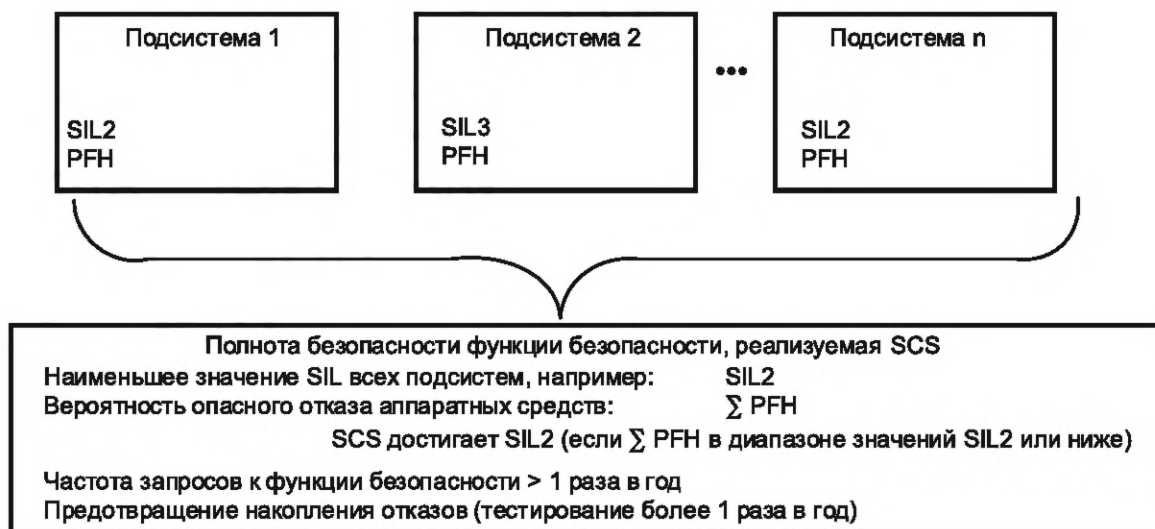 Подсистема 1
SIL2
PFH
Подсистема 2
SIL3
PFH
•••
Подсистема n
SIL2
PFH
Полнота безопасности функции безопасности, реализуемая SCS
Наименьшее значение SIL всех подсистем, например: SIL2
Вероятность опасного отказа аппаратных средств: ∑ PFH
SCS достигает SIL2 (если ∑ PFH в диапазоне значений SIL2 или ниже)
Частота запросов к функции безопасности > 1 раза в год
Предотвращение накопления отказов (тестирование более 1 раза в год)